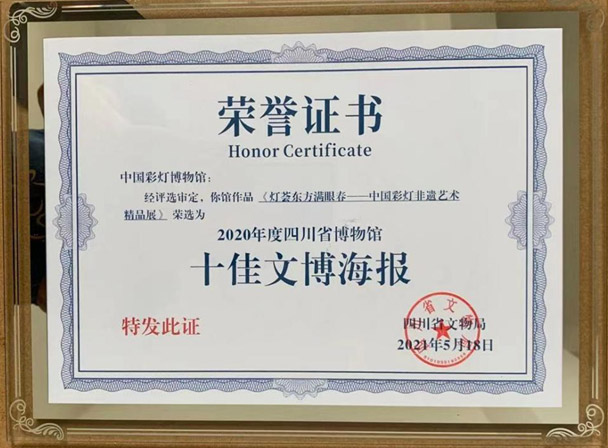 荣誉证书
Honor Certificate
中国彩灯博物馆：
经评选审定，你馆作品《灯荟东方满眼春——中国彩灯非遗艺术
精品展》荣选为
2020年度四川省博物馆
十佳文博海报
特发此证
四川省文物局
2021年5月18日